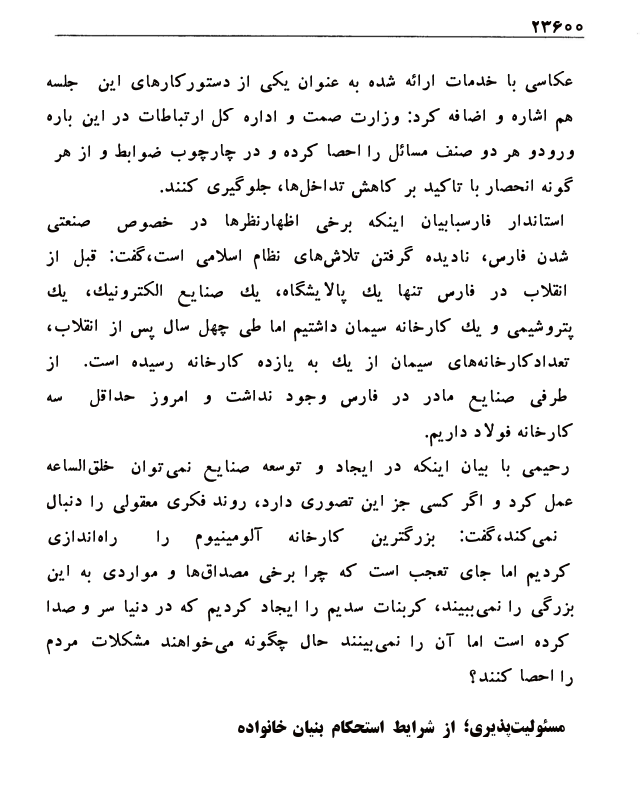 ۲۳۶۰۰
عکاسی با خدمات ارائه شده به عنوان یکی از دستورکارهای این جلسه
هم اشاره و اضافه کرد: وزارت صمت و اداره کل ارتباطات در این باره
ورودو هر دو صنف مسائل را احصا کرده و در چارچوب ضوابط و از هر
گونه انحصار با تاکید بر کاهش تداخل‌ها، جلوگیری کنند.
استاندار فارسبابیان اینکه برخی اظهارنظرها در خصوص صنعتی
شدن فارس، نادیده گرفتن تلاش‌های نظام اسلامی است،گفت: قبل از
انقلاب در فارس تنها یك پالایشگاه، یك صنایع الکترونیك، یك
پتروشیمی و یك کارخانه سیمان داشتیم اما طی چهل سال پس از انقلاب،
تعدادکارخانه‌های سیمان از یك به یازده کارخانه رسیده است. از
طرفی صنایع مادر در فارس وجود نداشت و امروز حداقل سه
کارخانه فولاد داریم.
رحیمی با بیان اینکه در ایجاد و توسعه صنایع نمی‌توان خلق‌الساعه
عمل کرد و اگر کسی جز این تصوری دارد، روند فکری معقولی را دنبال
نمی‌کند،گفت: بزرگترین کارخانه آلومینیوم را راه‌اندازی
کردیم اما جای تعجب است که چرا برخی مصداق‌ها و مواردی به این
بزرگی را نمی‌بیند، کربنات سدیم را ایجاد کردیم که در دنیا سر و صدا
کرده است اما آن را نمی‌بینند حال چگونه می‌خواهند مشکلات مردم
را احصا کنند؟
مسئولیت‌پذیری؛ از شرایط استحکام بنیان خانواده